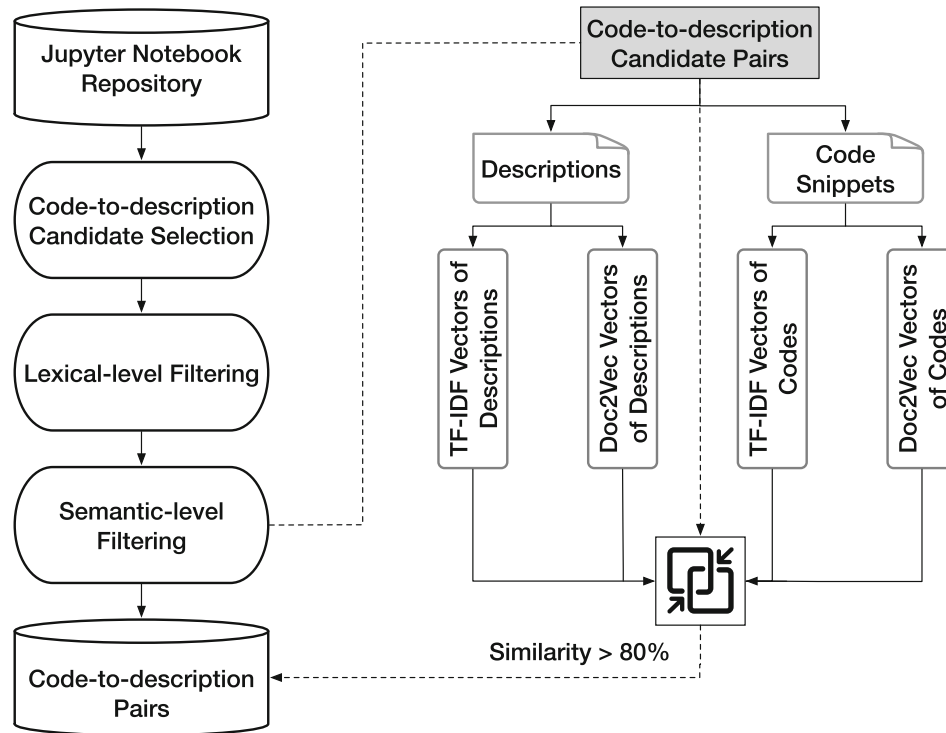 Jupyter Notebook
Repository
Code-to-description
Candidate Selection
Lexical-level Filtering
Semantic-level
Filtering
Code-to-description
Pairs
Code-to-description
Candidate Pairs
Descriptions
Code
Snippets
TF-IDF Vectors of
Descriptions
Doc2Vec Vectors
of Descriptions
TF-IDF Vectors of
Codes
Doc2Vec Vectors
of Codes
Similarity > 80%